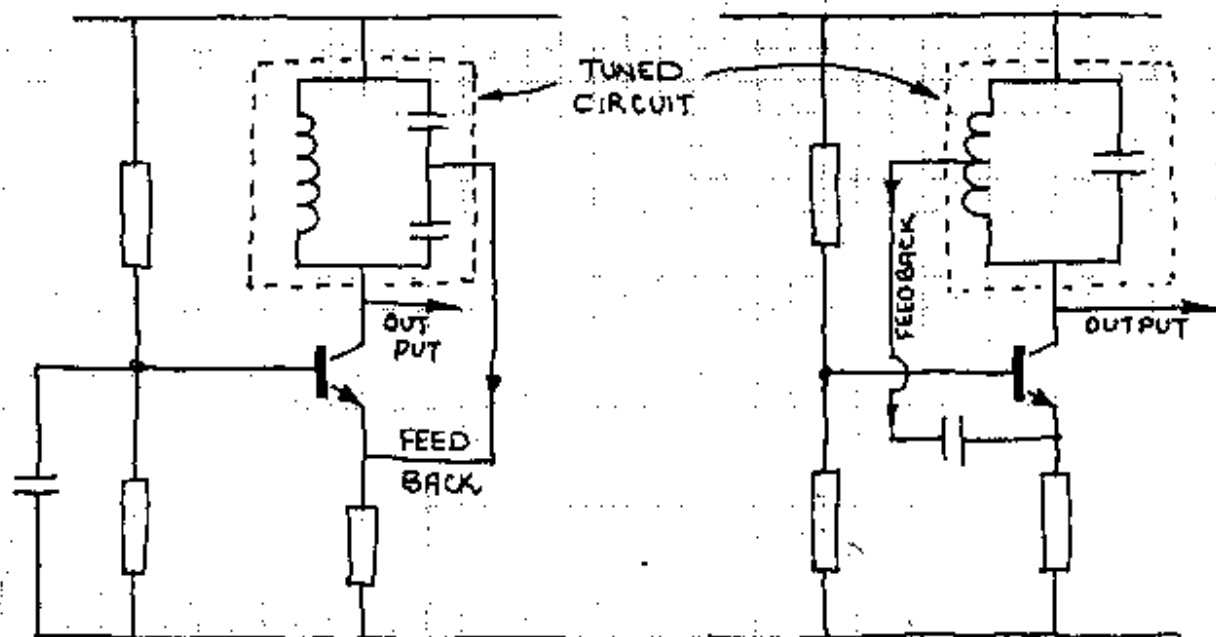 TUNED
CIRCUIT
OUT
PUT
FEED
BACK
FEEDBACK
OUTPUT